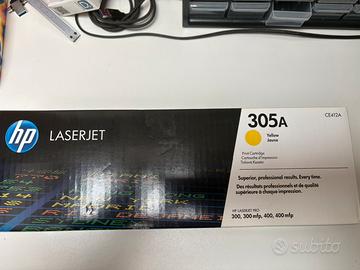 hp
LASERJET
305A
CE412A
Yellow
Jaune
Print Cartridge
Cartouche d'impression
Superior, professional results. Every time.
Des résultats professionnels et de qualité
supérieure à chaque impression.
HP LASERJET PRO
300, 300 mfp, 400, 400 mfp
subito